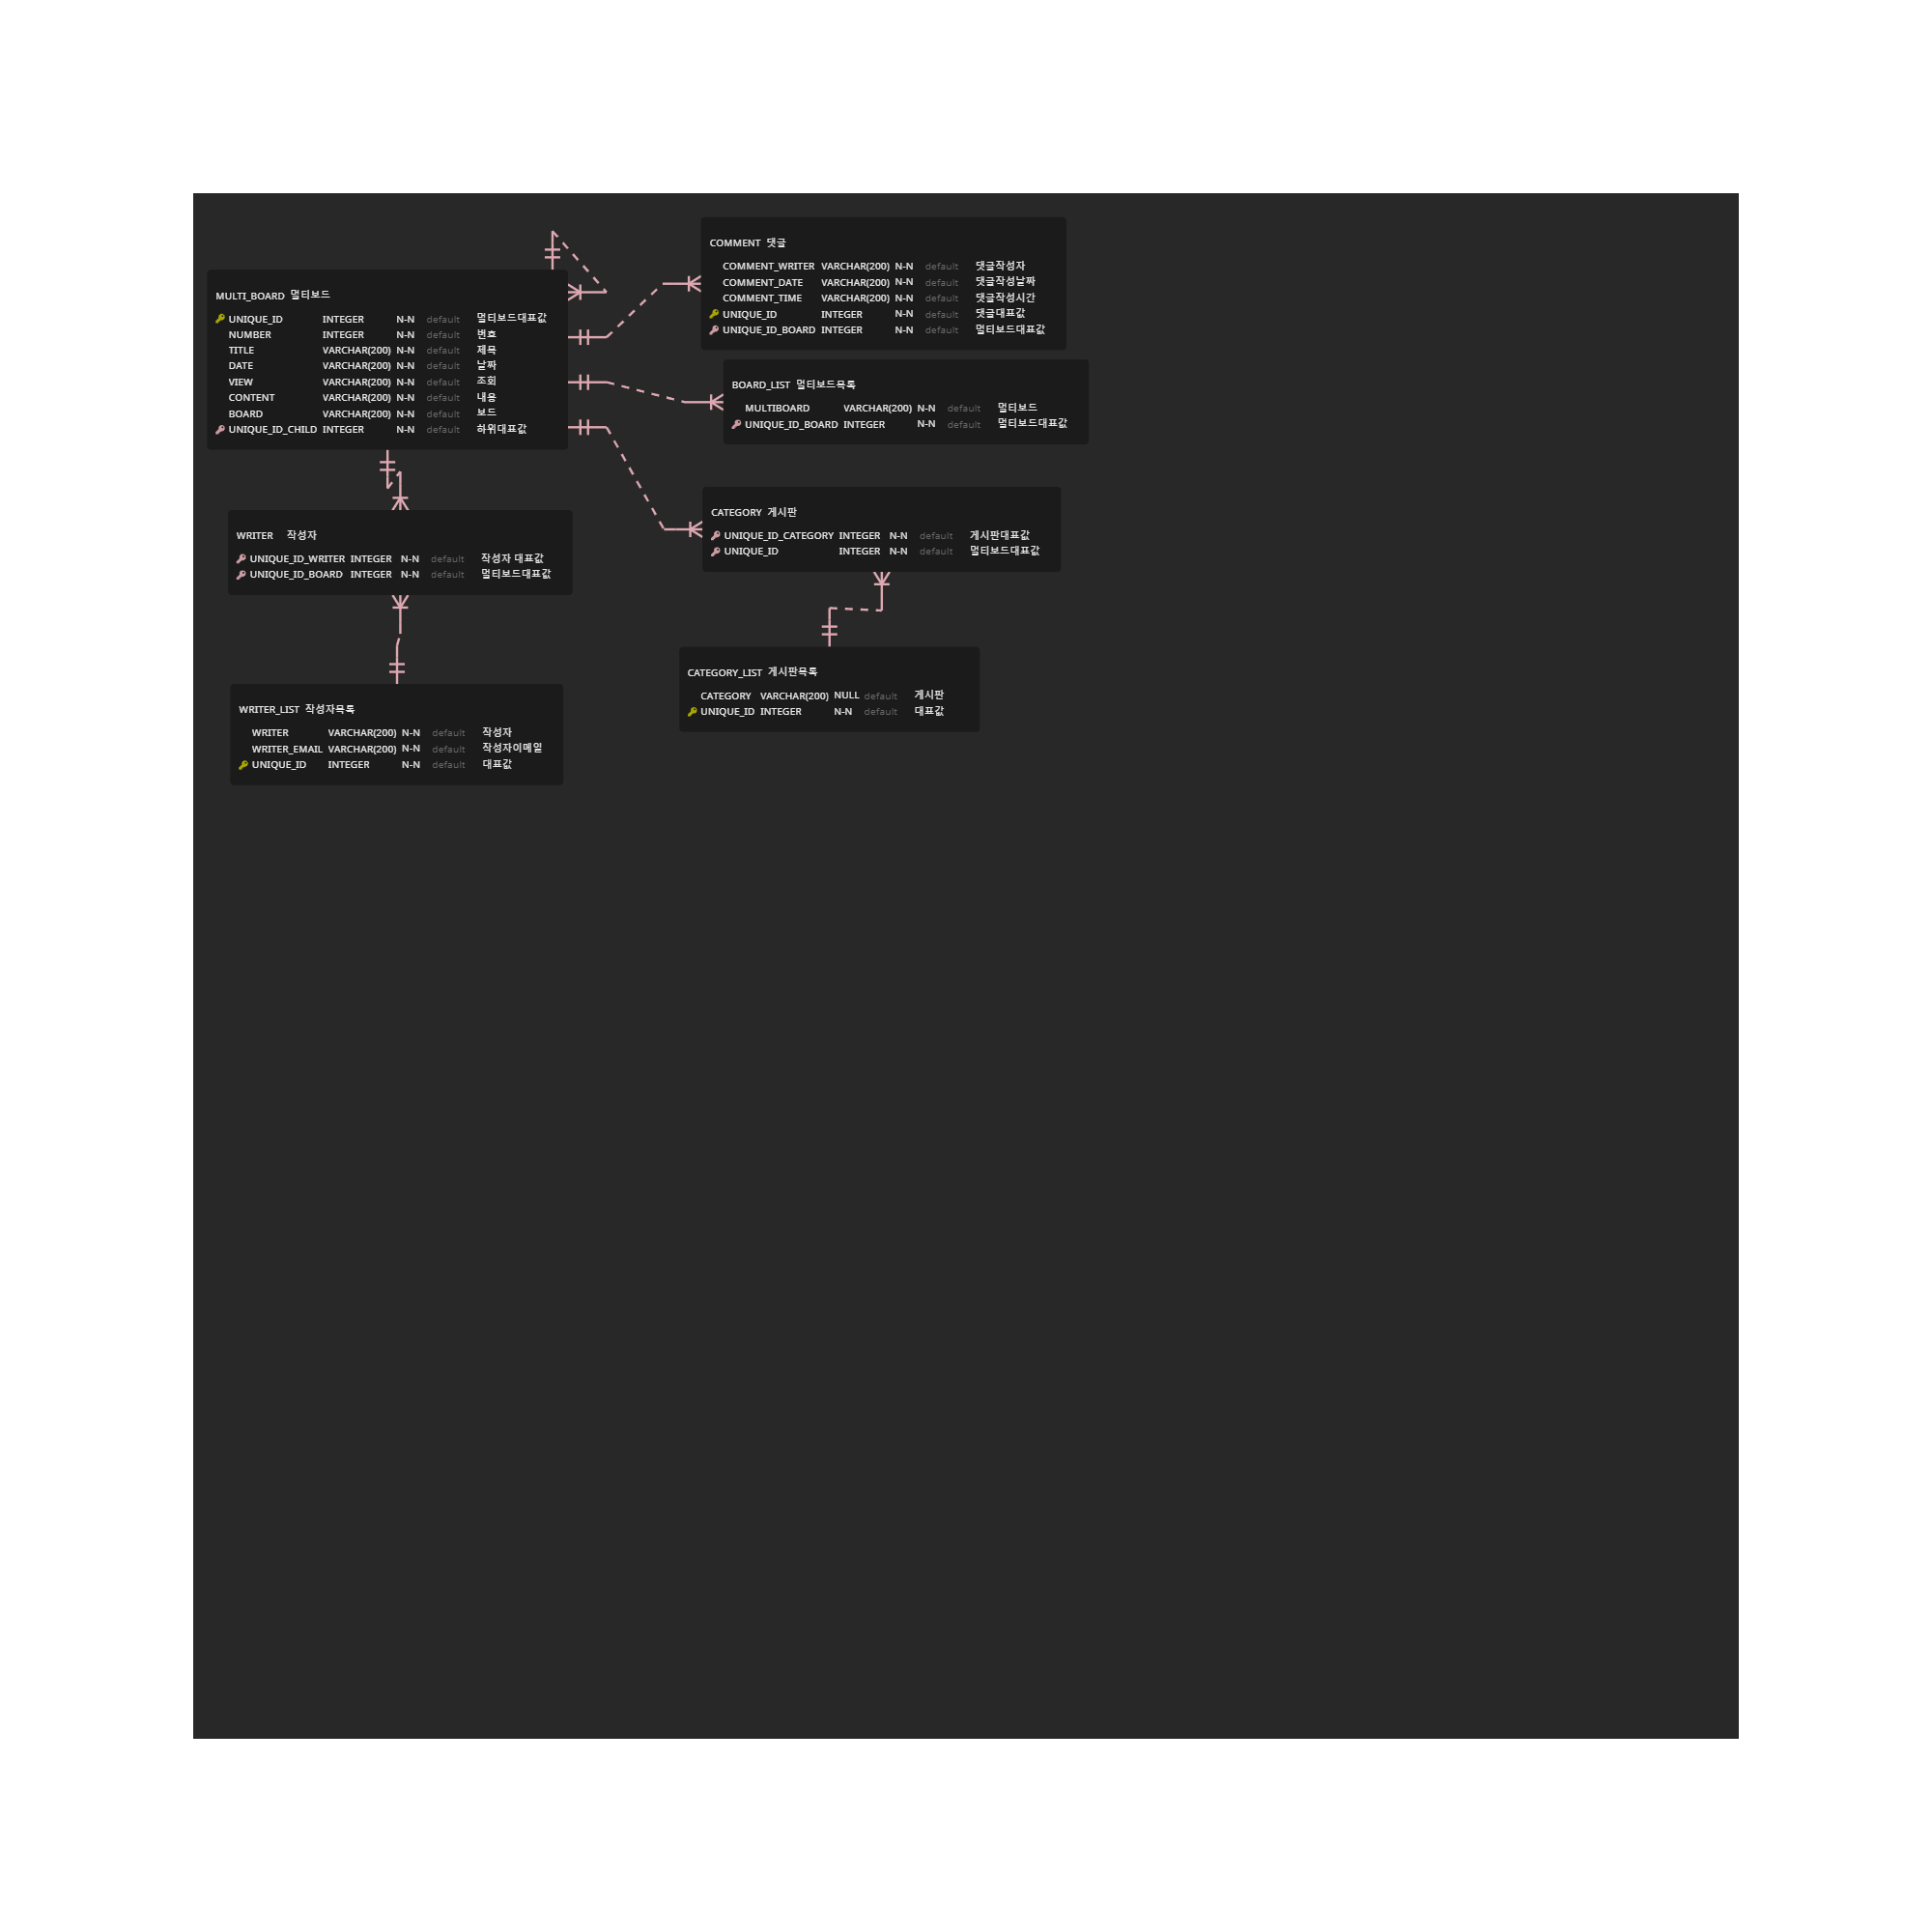 MULTI_BOARD 멀티보드
UNIQUE_ID INTEGER N-N default 멀티보드대표값
NUMBER INTEGER N-N default 번호
TITLE VARCHAR(200) N-N default 제목
DATE VARCHAR(200) N-N default 날짜
VIEW VARCHAR(200) N-N default 조회
CONTENT VARCHAR(200) N-N default 내용
BOARD VARCHAR(200) N-N default 보드
UNIQUE_ID_CHILD INTEGER N-N default 하위대표값
COMMENT 댓글
COMMENT_WRITER VARCHAR(200) N-N default 댓글작성자
COMMENT_DATE VARCHAR(200) N-N default 댓글작성날짜
COMMENT_TIME VARCHAR(200) N-N default 댓글작성시간
UNIQUE_ID INTEGER N-N default 댓글대표값
UNIQUE_ID_BOARD INTEGER N-N default 멀티보드대표값
BOARD_LIST 멀티보드목록
MULTIBOARD VARCHAR(200) N-N default 멀티보드
UNIQUE_ID_BOARD INTEGER N-N default 멀티보드대표값
WRITER 작성자
UNIQUE_ID_WRITER INTEGER N-N default 작성자 대표값
UNIQUE_ID_BOARD INTEGER N-N default 멀티보드대표값
CATEGORY 게시판
UNIQUE_ID_CATEGORY INTEGER N-N default 게시판대표값
UNIQUE_ID INTEGER N-N default 멀티보드대표값
WRITER_LIST 작성자목록
WRITER VARCHAR(200) N-N default 작성자
WRITER_EMAIL VARCHAR(200) N-N default 작성자이메일
UNIQUE_ID INTEGER N-N default 대표값
CATEGORY_LIST 게시판목록
CATEGORY VARCHAR(200) NULL default 게시판
UNIQUE_ID INTEGER N-N default 대표값